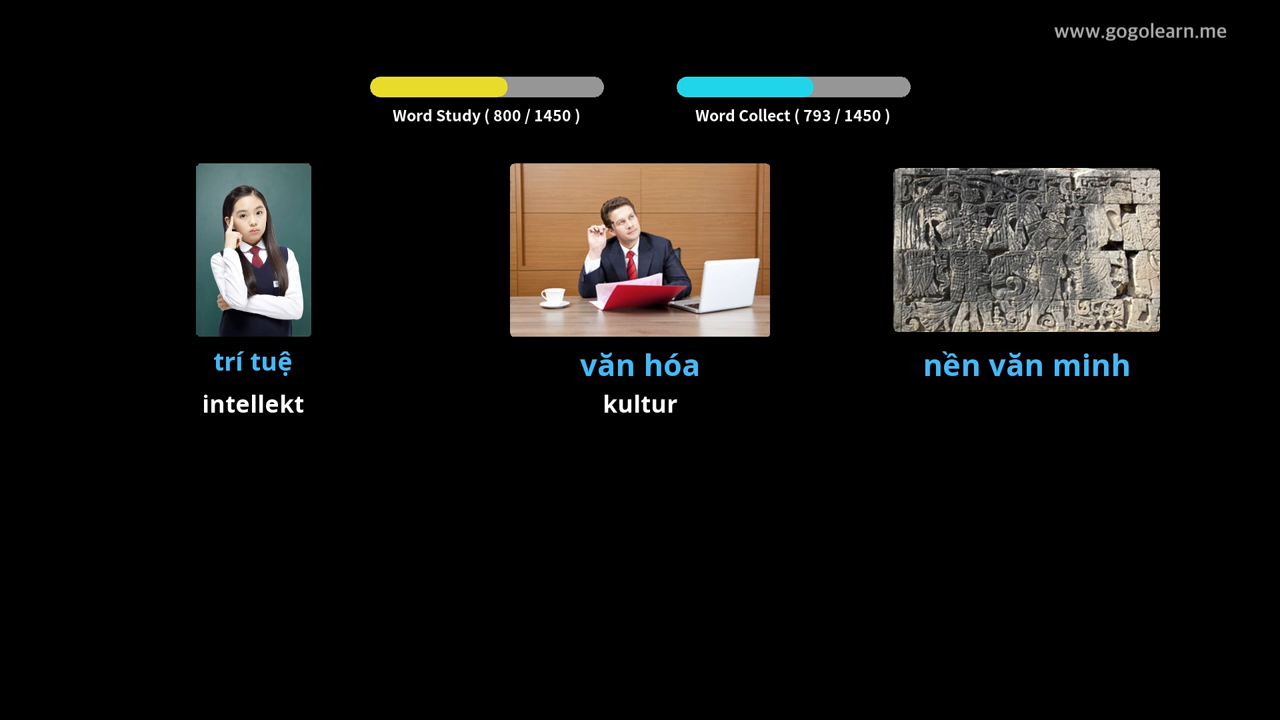 www.gogolearn.me
Word Study ( 800 / 1450 )
Word Collect ( 793 / 1450 )
trí tuệ
văn hóa
nền văn minh
intellekt
kultur